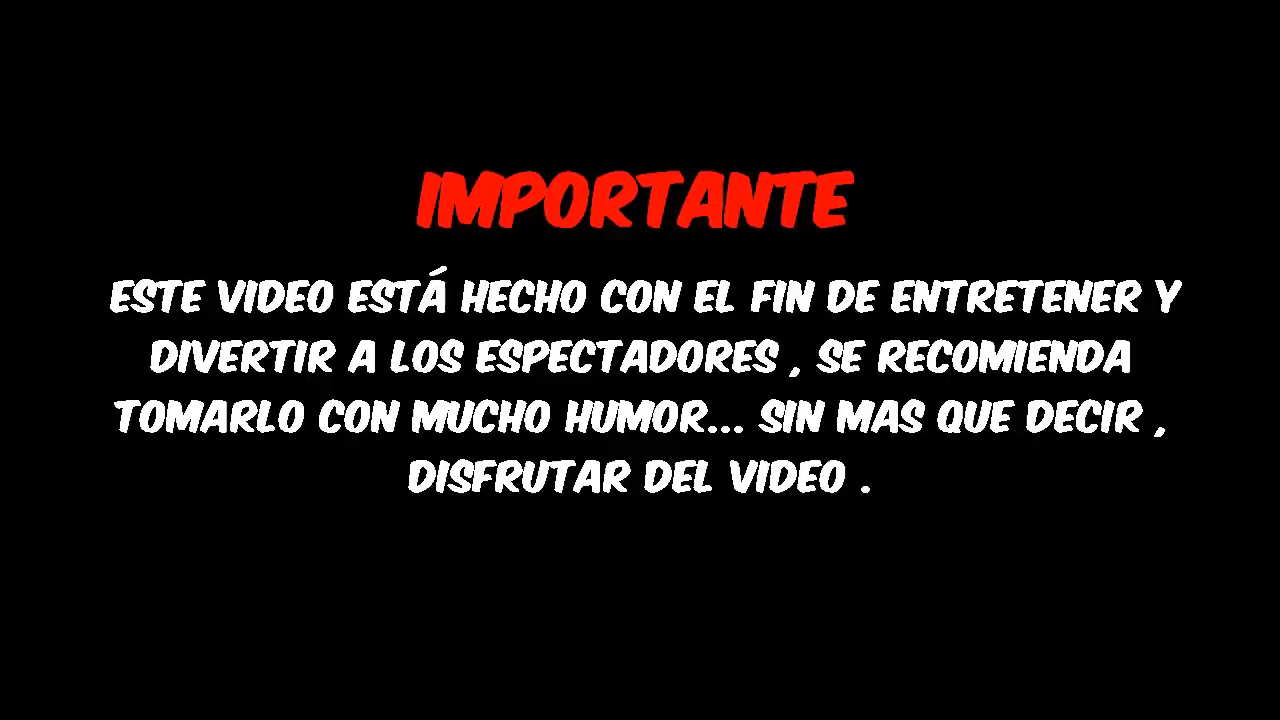 IMPORTANTE
ESTE VIDEO ESTÁ HECHO CON EL FIN DE ENTRETENER Y
DIVERTIR A LOS ESPECTADORES , SE RECOMIENDA
TOMARLO CON MUCHO HUMOR... SIN MAS QUE DECIR ,
DISFRUTAR DEL VIDEO .